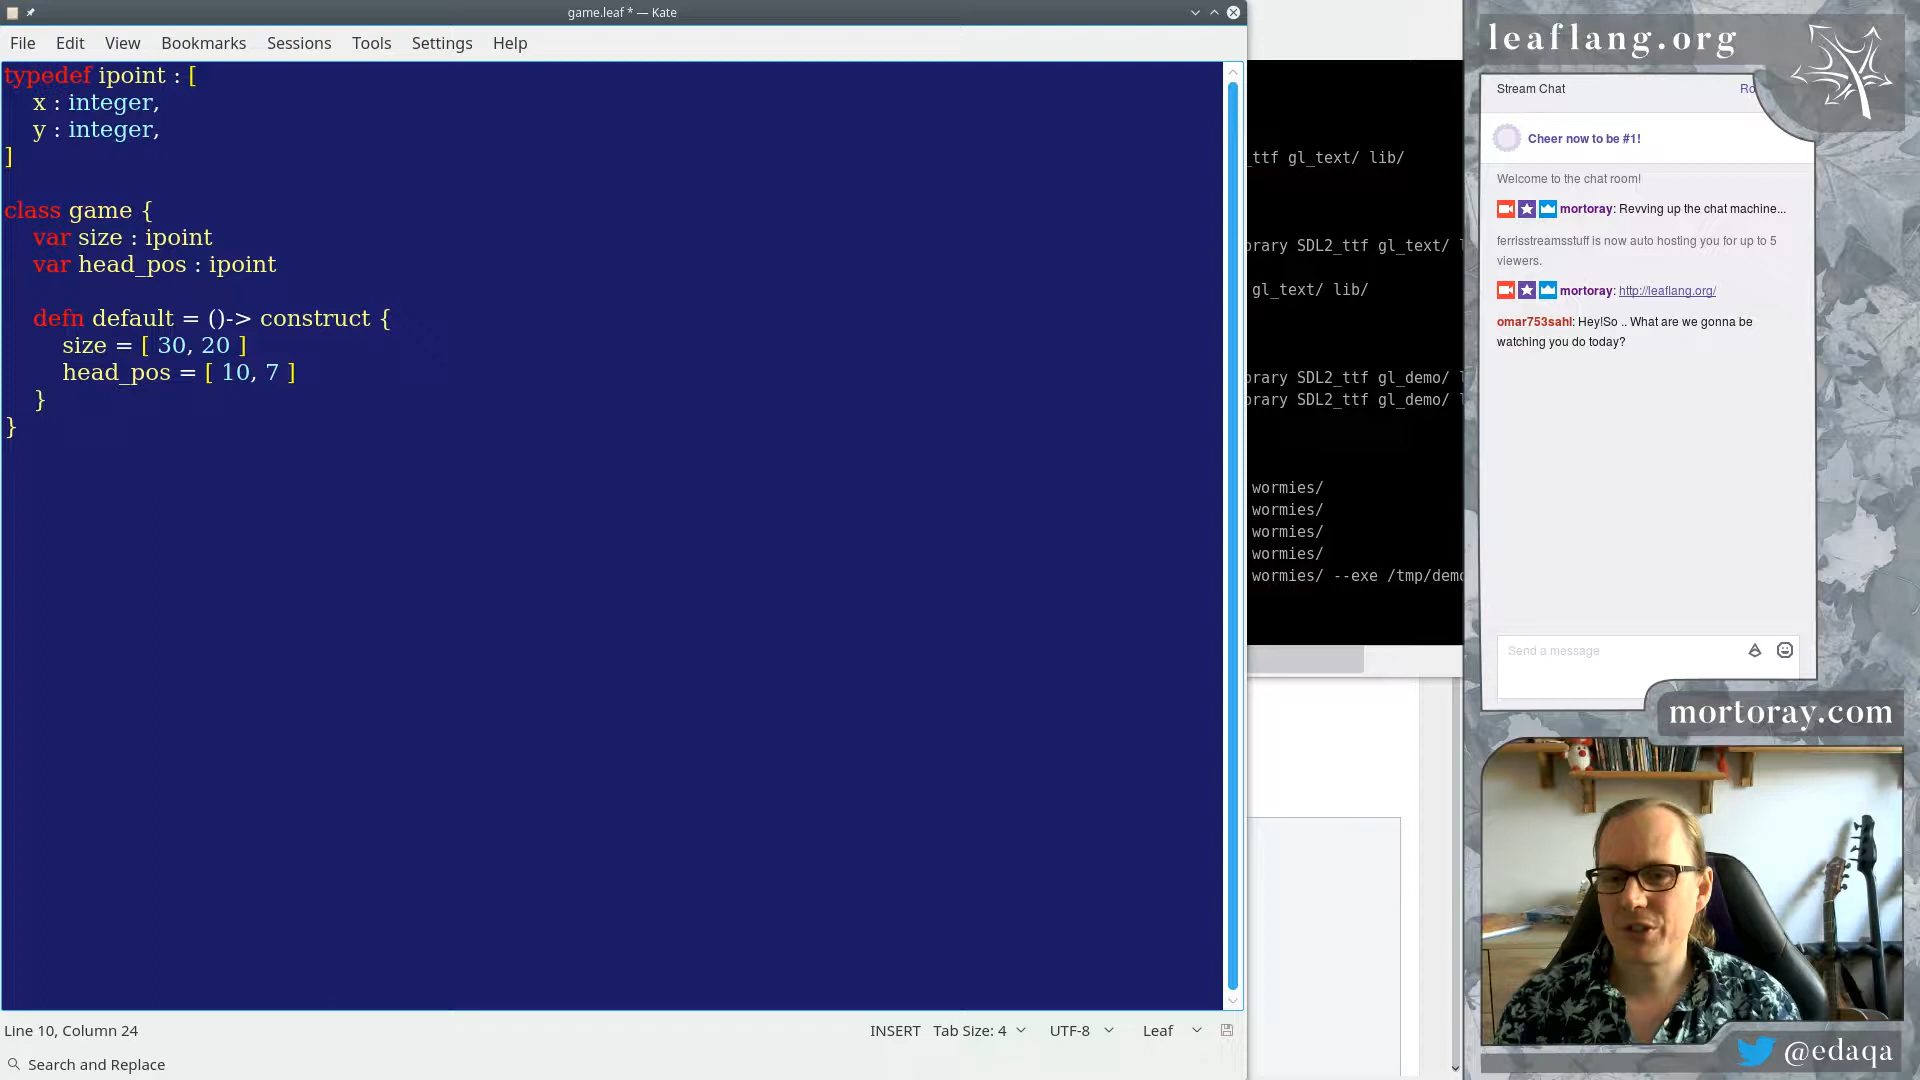 game.leaf * — Kate
File Edit View Bookmarks Sessions Tools Settings Help
typedef ipoint : [
x : integer,
y : integer,
]
class game {
var size : ipoint
var head_pos : ipoint
defn default = ()-> construct {
size = [ 30, 20 ]
head_pos = [ 10, 7 ]
}
}
Line 10, Column 24
INSERT Tab Size: 4 UTF-8 Leaf
Search and Replace
_ttf gl_text/ lib/
brary SDL2_ttf gl_text/ l
gl_text/ lib/
brary SDL2_ttf gl_demo/ l
brary SDL2_ttf gl_demo/ l
wormies/
wormies/
wormies/
wormies/
wormies/ --exe /tmp/demo
leaflang.org
Stream Chat
Ro
Cheer now to be #1!
Welcome to the chat room!
mortoray: Revving up the chat machine...
ferrisstreamsstuff is now auto hosting you for up to 5
viewers.
mortoray: http://leaflang.org/
omar753sahl: Hey!So .. What are we gonna be
watching you do today?
Send a message
mortoray.com
@edaqa